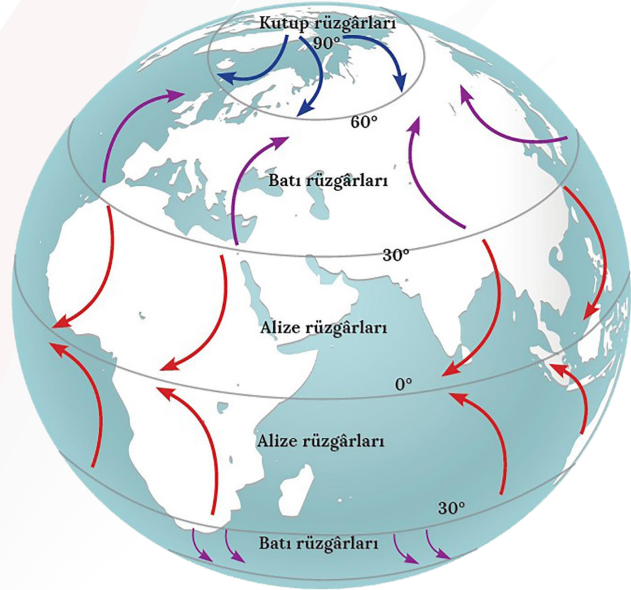 Kutup rüzgârları
90°
60°
Batı rüzgârları
30°
Alize rüzgârları
0°
Alize rüzgârları
30°
Batı rüzgârları